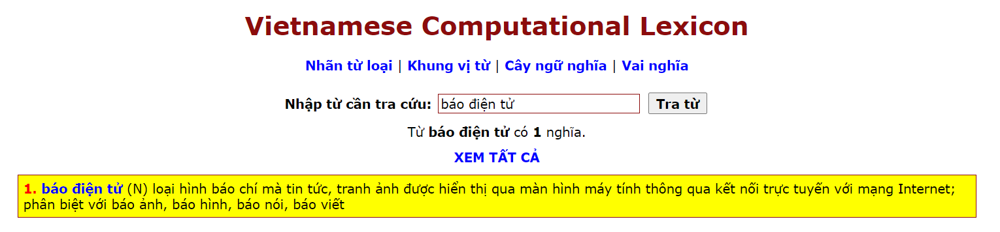 Vietnamese Computational Lexicon
Nhãn từ loại | Khung vị từ | Cây ngữ nghĩa | Vai nghĩa
Nhập từ cần tra cứu: báo điện tử Tra từ
Từ báo điện tử có 1 nghĩa.
XEM TẤT CẢ
1. báo điện tử (N) loại hình báo chí mà tin tức, tranh ảnh được hiển thị qua màn hình máy tính thông qua kết nối trực tuyến với mạng Internet;
phân biệt với báo ảnh, báo hình, báo nói, báo viết